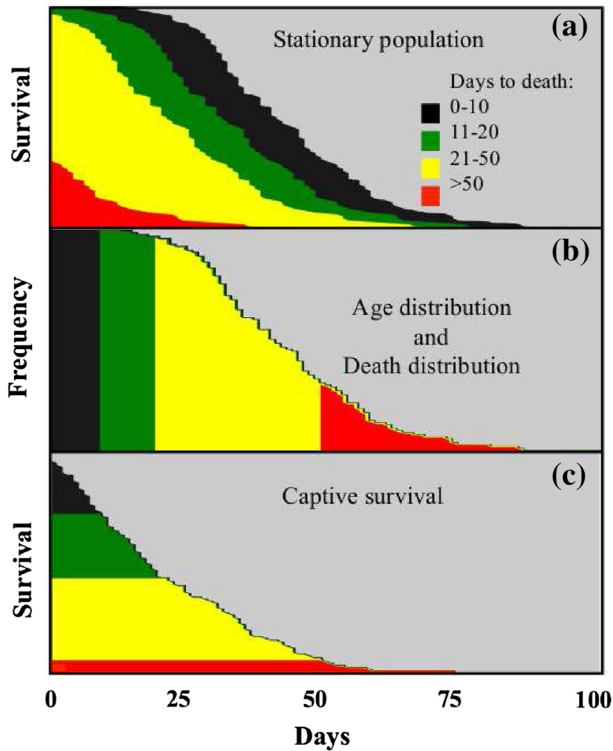 (a)
Stationary population
Days to death:
0-10
11-20
21-50
>50
Survival
(b)
Age distribution
and
Death distribution
Frequency
(c)
Captive survival
Survival
0 25 50 75 100
Days